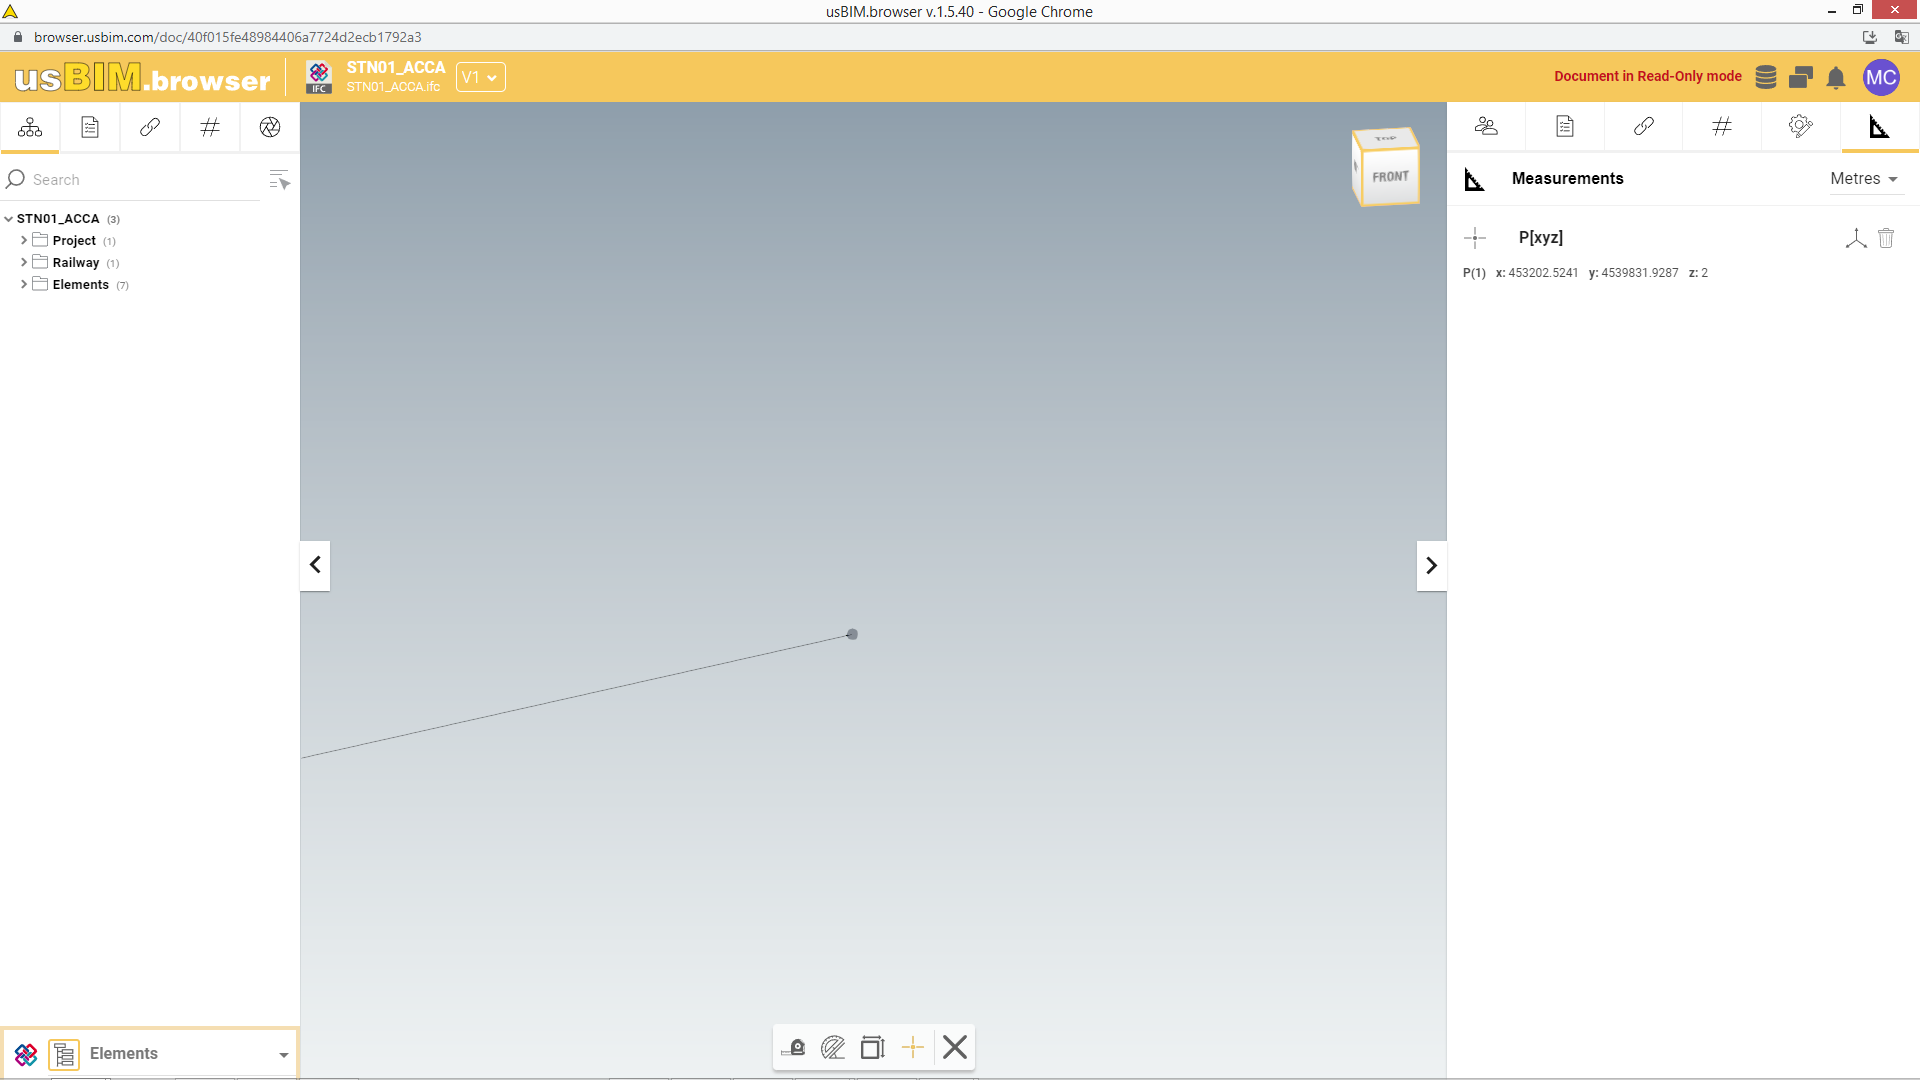 usBIM.browser v.1.5.40 - Google Chrome
browser.usbim.com/doc/40f015fe48984406a7724d2ecb1792a3
usBIM.browser
IFC
STN01_ACCA
STN01_ACCA.ifc
V1
Document in Read-Only mode
MC
Search
STN01_ACCA (3)
Project (1)
Railway (1)
Elements (7)
TOP
FRONT
Measurements
Metres
P[xyz]
P(1) x: 453202.5241 y: 4539831.9287 z: 2
Elements